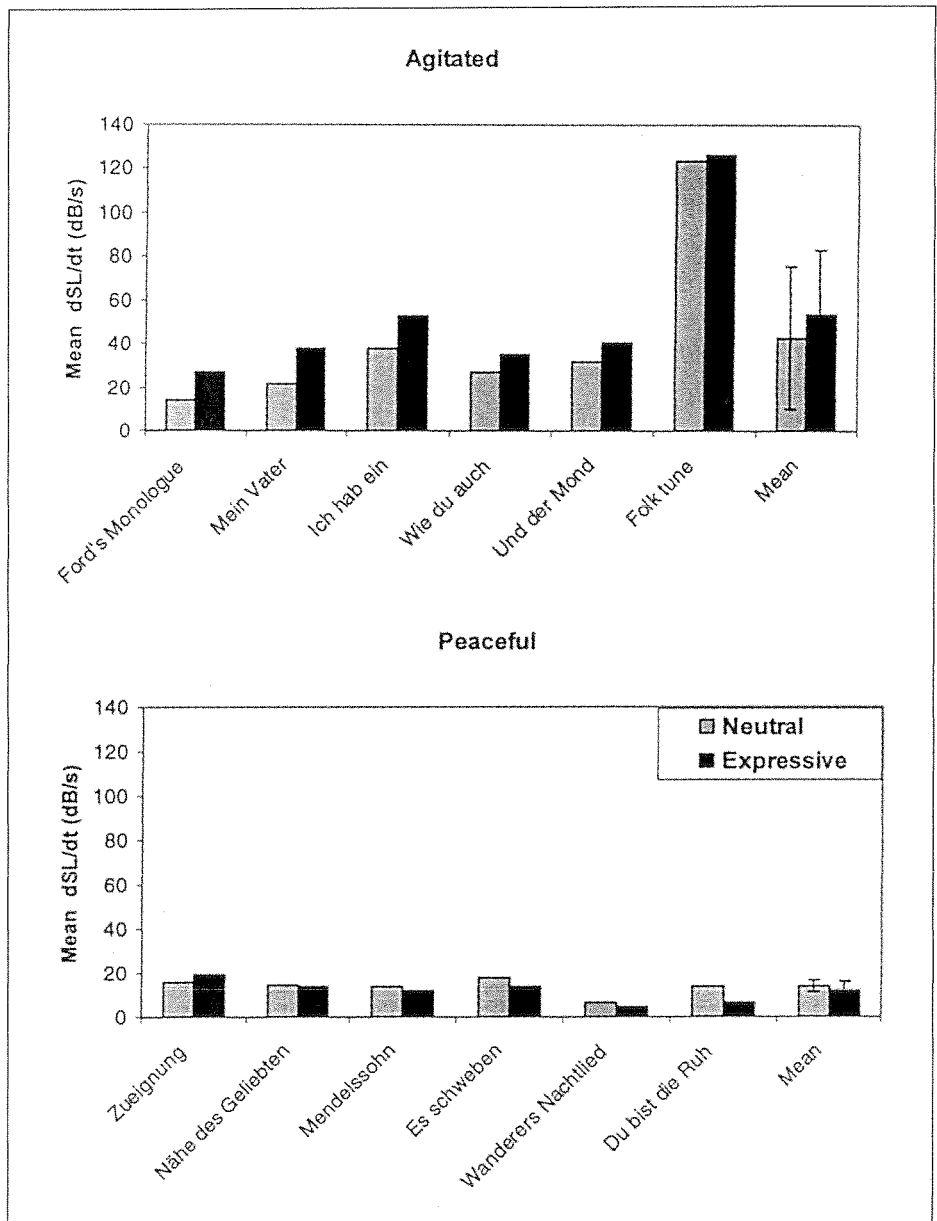 Agitated
Mean dSL/dt (dB/s)
140
120
100
80
60
40
20
0
Ford's Monologue
Mein Vater
Ich hab ein
Wie du auch
Und der Mond
Folk tune
Mean
Peaceful
Mean dSL/dt (dB/s)
140
120
100
80
60
40
20
0
Neutral
Expressive
Zueignung
Nähe des Geliebten
Mendelssohn
Es schweben
Wanderers Nachtlied
Du bist die Ruh
Mean